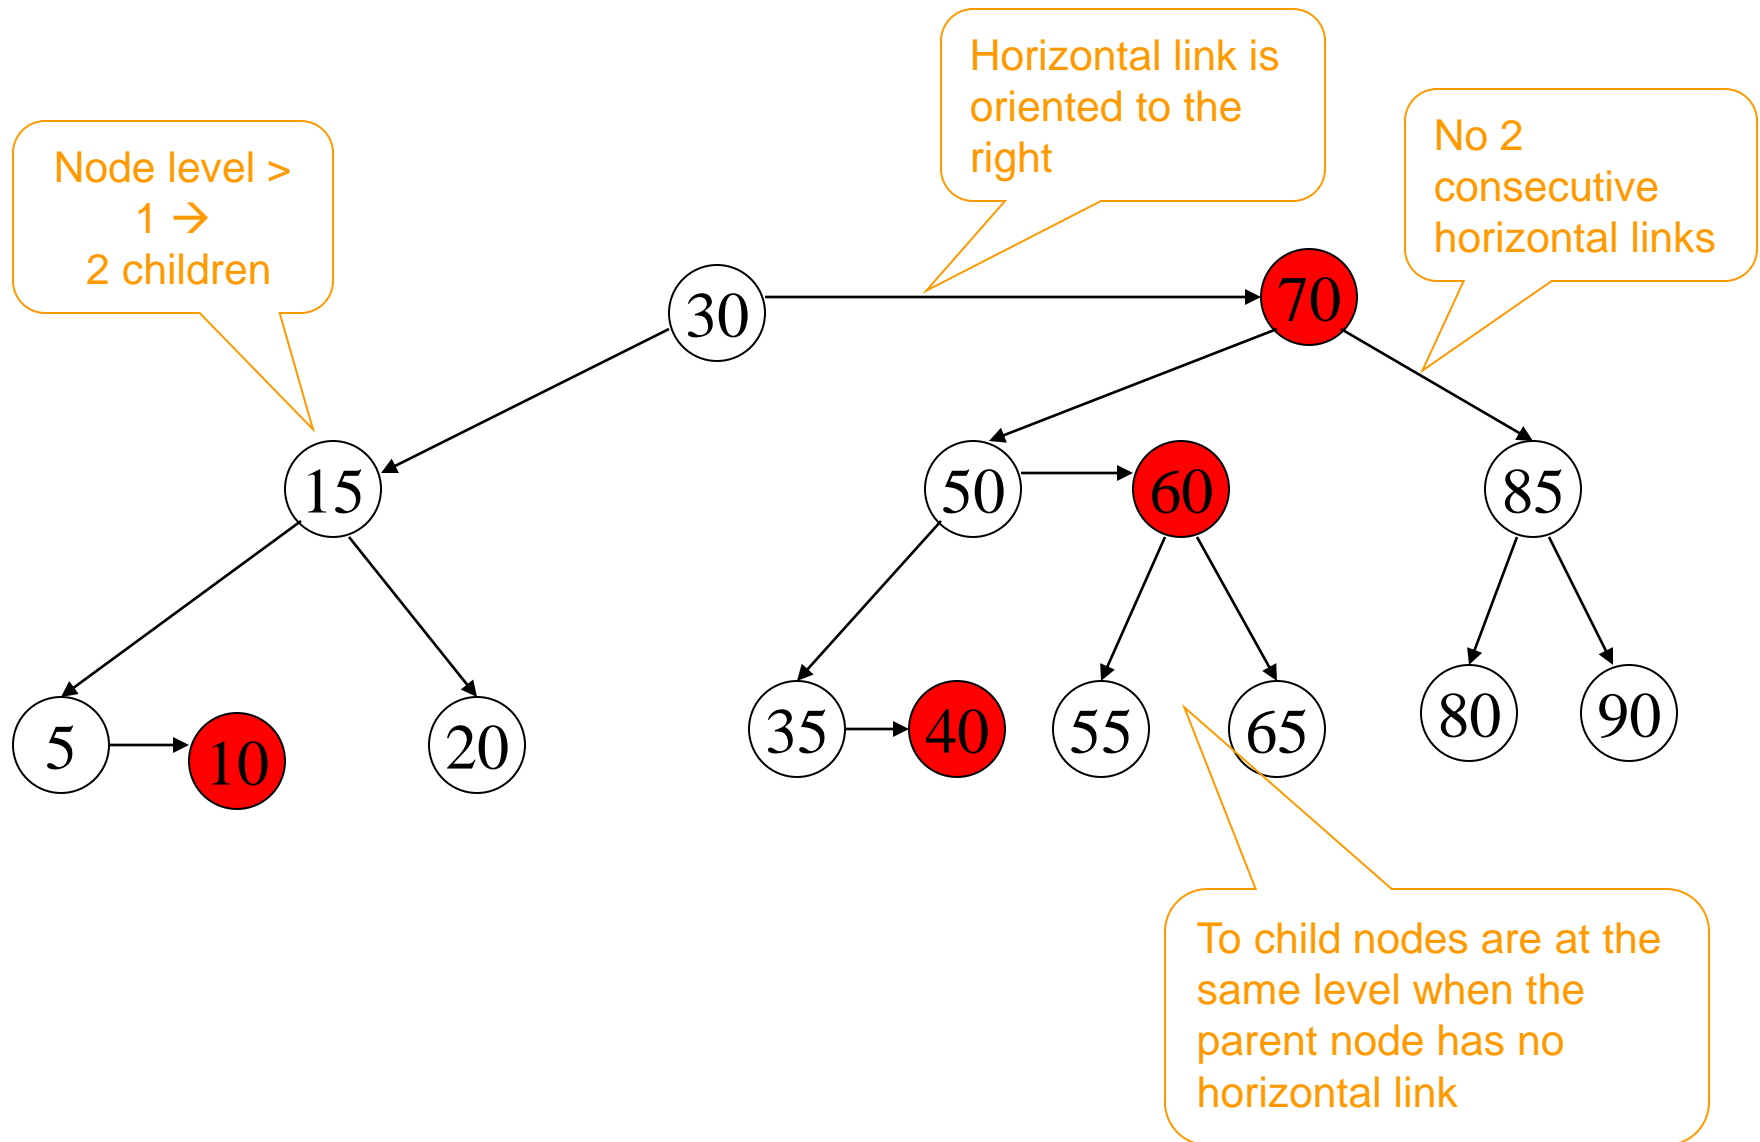 Horizontal link is
oriented to the
right
No 2
consecutive
horizontal links
Node level >
1 →
2 children
30
70
15
50
60
85
5
10
20
35
40
55
65
80
90
To child nodes are at the
same level when the
parent node has no
horizontal link